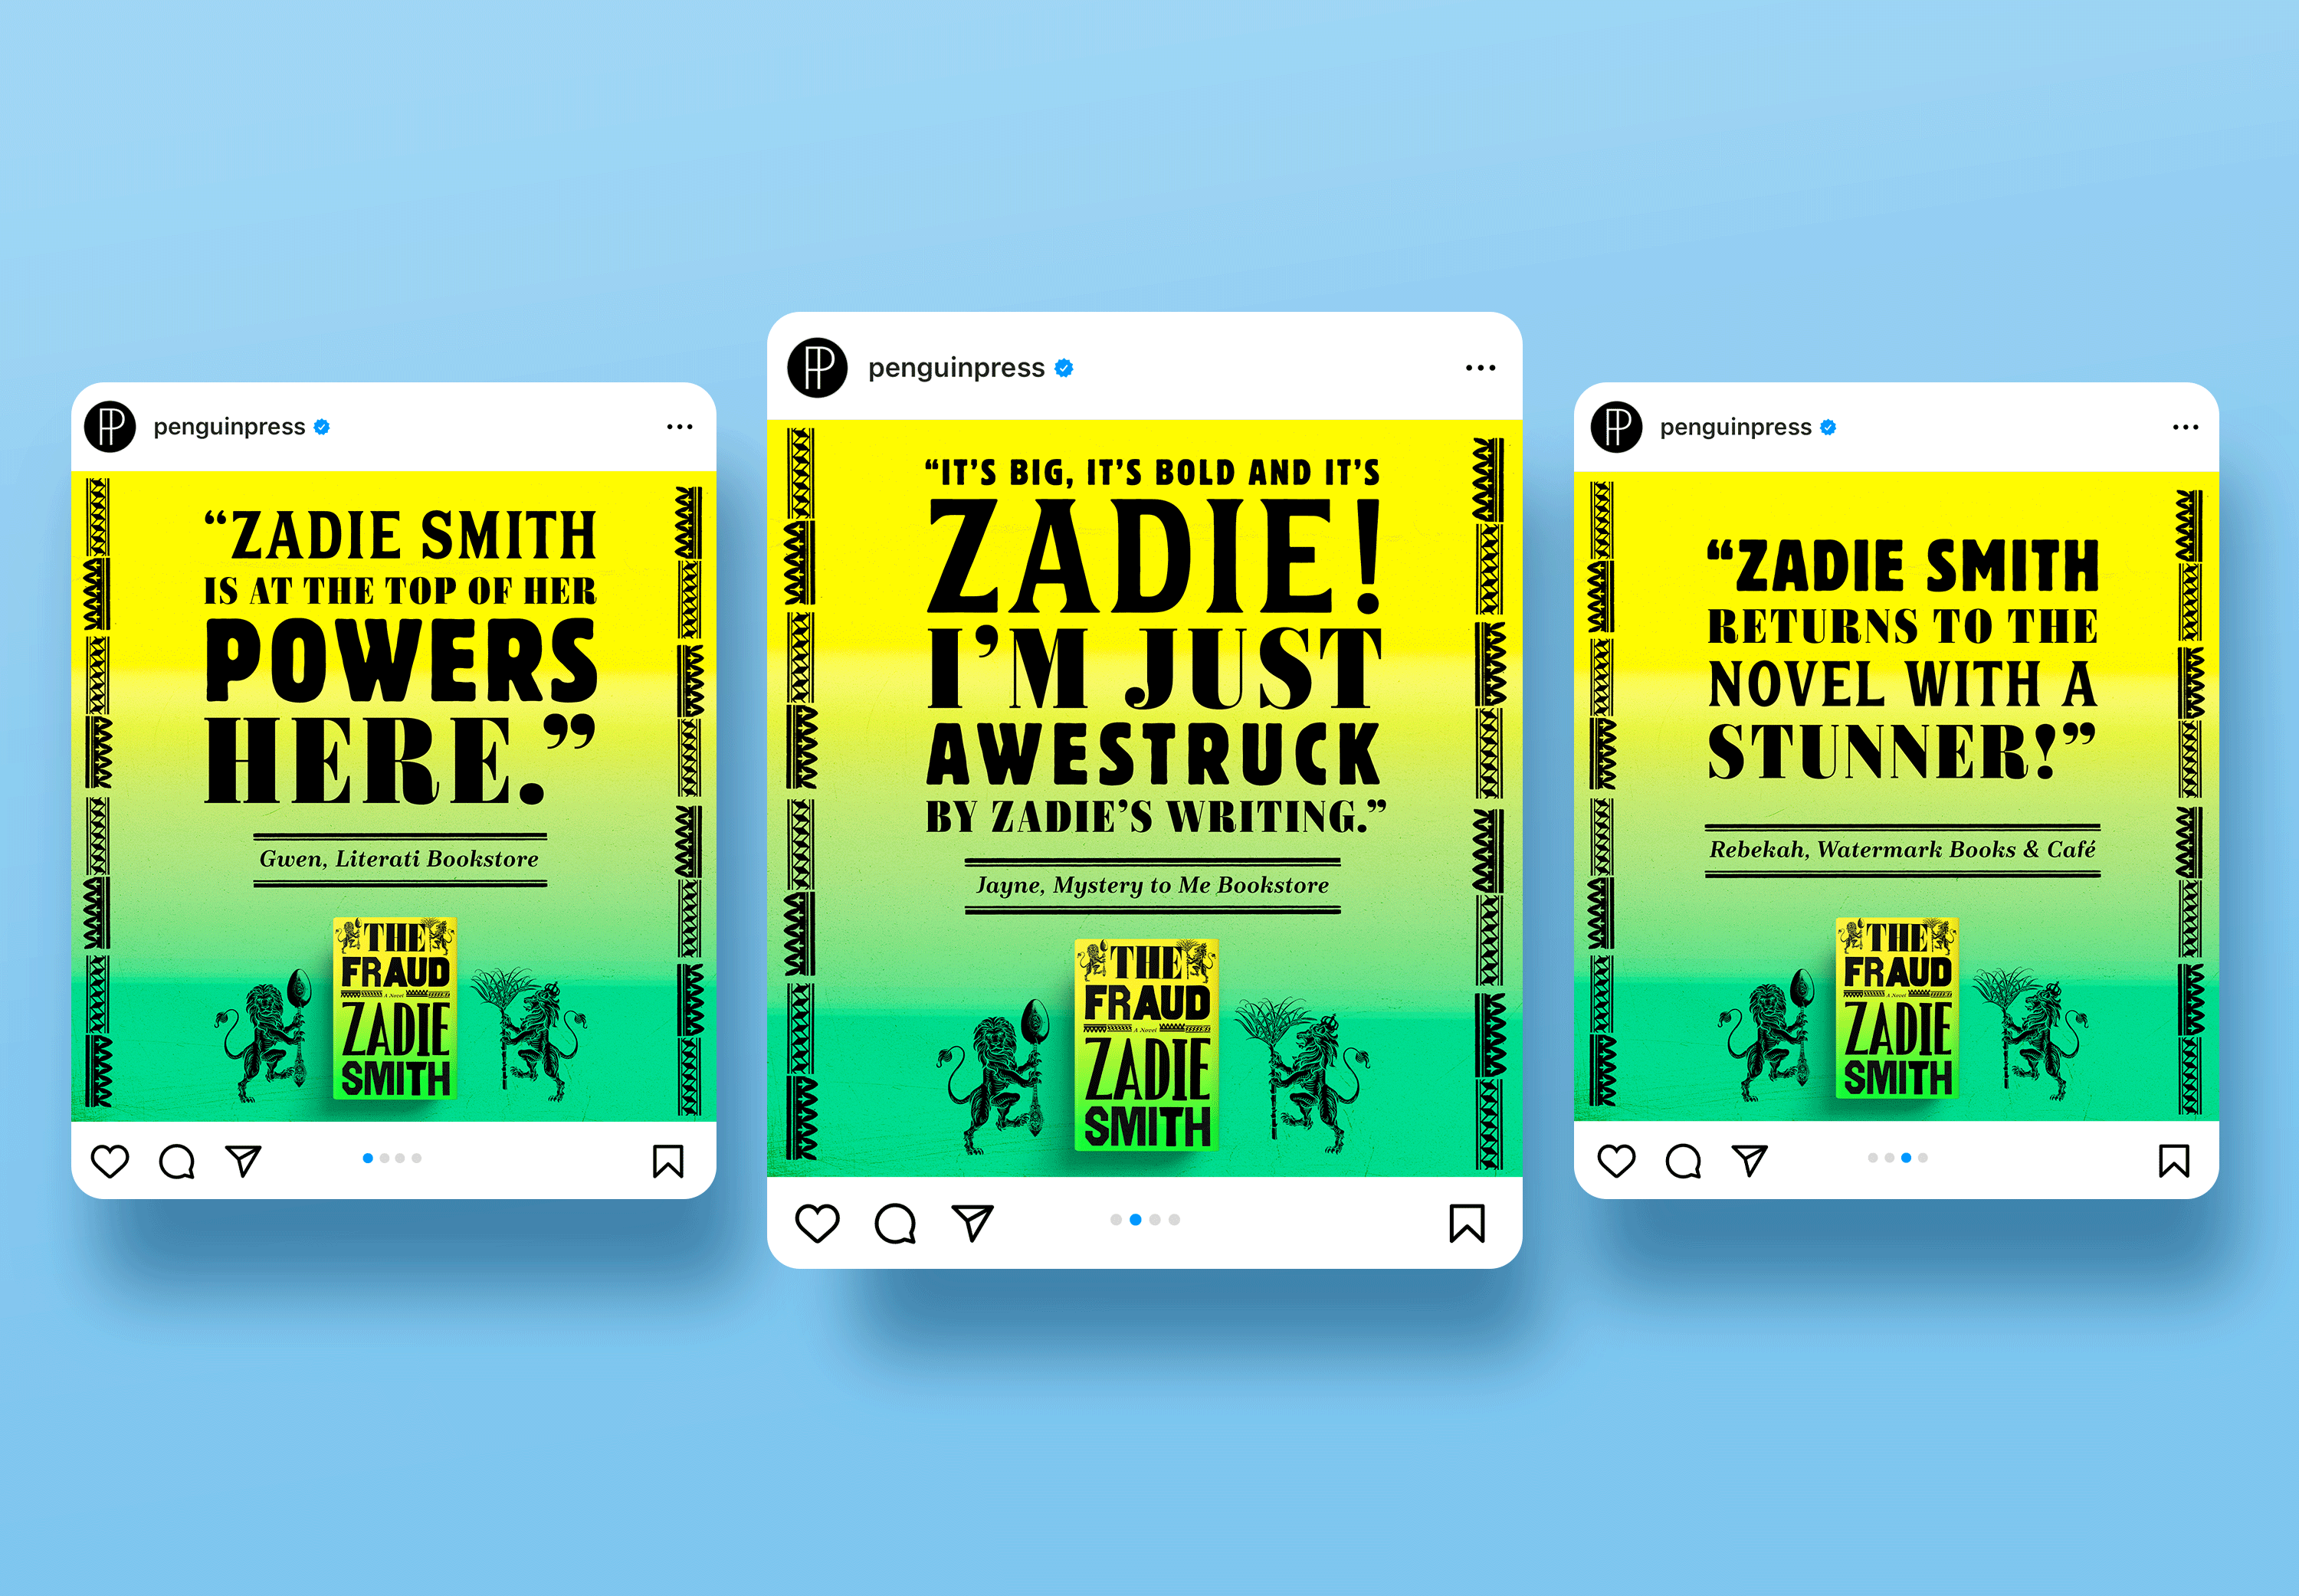 penguinpress
“ZADIE SMITH
IS AT THE TOP OF HER
POWERS
HERE.”
Gwen, Literati Bookstore
THE
FRAUD
A Novel
ZADIE
SMITH
penguinpress
“IT’S BIG, IT’S BOLD AND IT’S
ZADIE!
I’M JUST
AWESTRUCK
BY ZADIE’S WRITING.”
Jayne, Mystery to Me Bookstore
THE
FRAUD
A Novel
ZADIE
SMITH
penguinpress
“ZADIE SMITH
RETURNS TO THE
NOVEL WITH A
STUNNER!”
Rebekah, Watermark Books & Café
THE
FRAUD
A Novel
ZADIE
SMITH